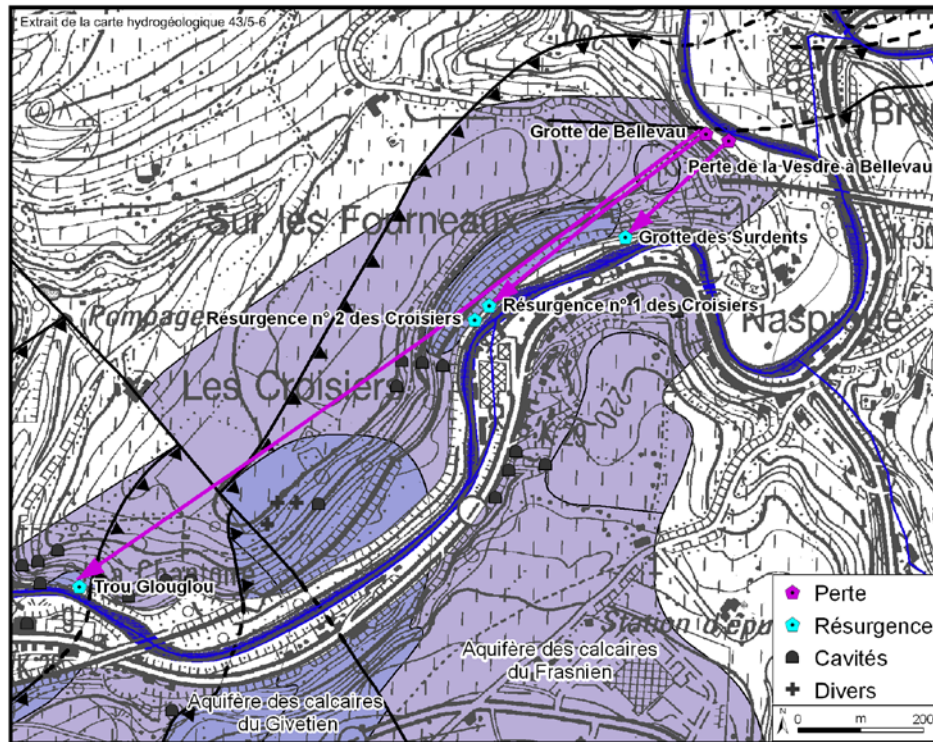 Extrait de la carte hydrogéologique 43/5-6
Grotte de Bellevau
Perte de la Vesdre à Bellevau
Sur les Fourneaux
Grotte des Surdents
Résurgence n° 1 des Croisiers
Pompage
Résurgence n° 2 des Croisiers
Les Croisiers
220
Trou Glouglou
Station d'épu
Aquifère des calcaires
du Frasnien
Aquifère des calcaires
du Givetien
Perte
Résurgence
Cavités
Divers
N
0 m 200